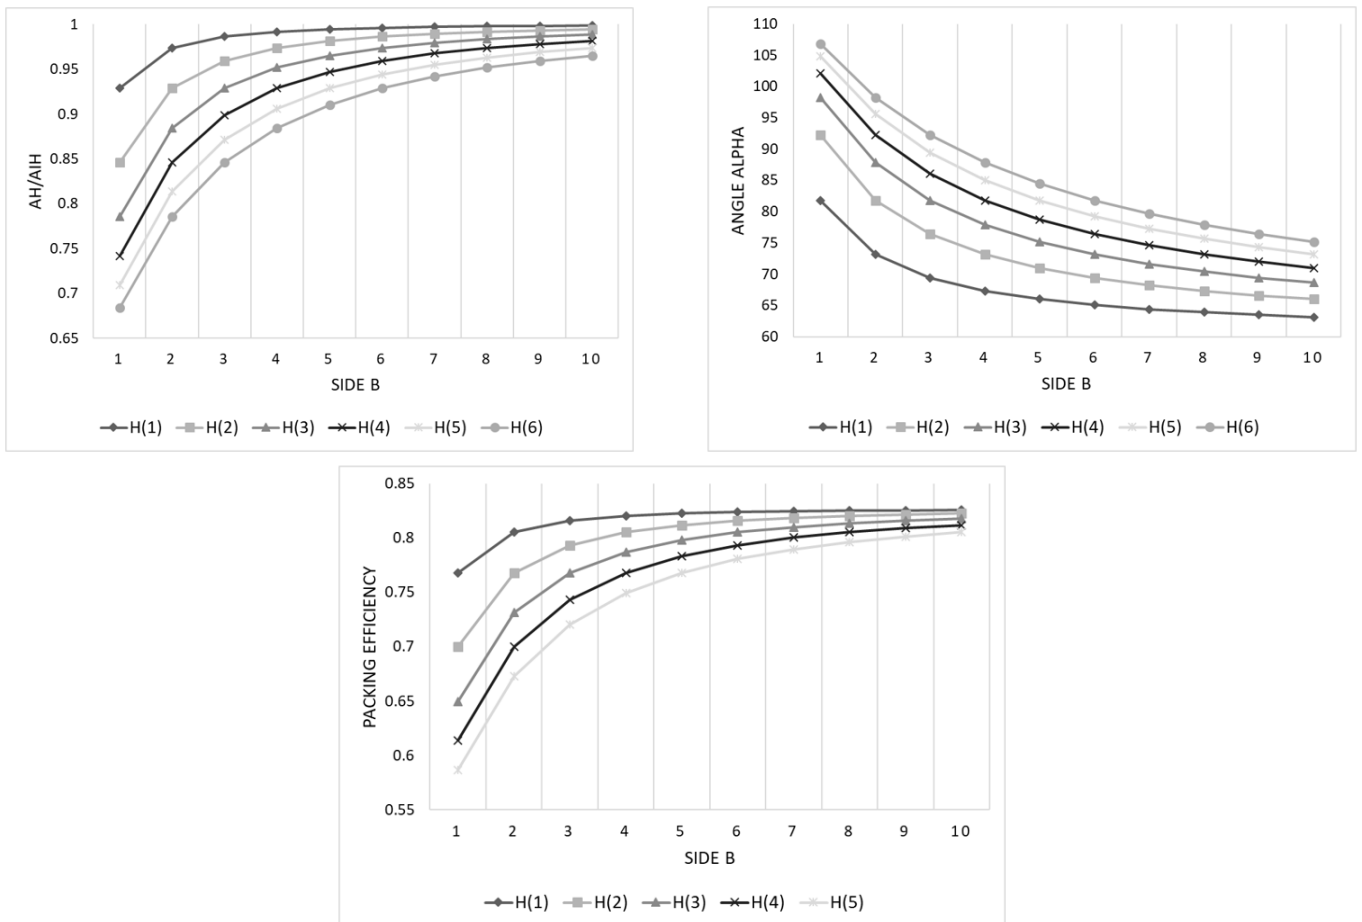 1
0.95
0.9
0.85
0.8
0.75
0.7
0.65
AH/AIH
1 2 3 4 5 6 7 8 9 10
SIDE B
H(1) H(2) H(3) H(4) H(5) H(6)
110
105
100
95
90
85
80
75
70
65
60
ANGLE ALPHA
1 2 3 4 5 6 7 8 9 10
SIDE B
H(1) H(2) H(3) H(4) H(5) H(6)
0.85
0.8
0.75
0.7
0.65
0.6
0.55
PACKING EFFICIENCY
1 2 3 4 5 6 7 8 9 10
SIDE B
H(1) H(2) H(3) H(4) H(5)